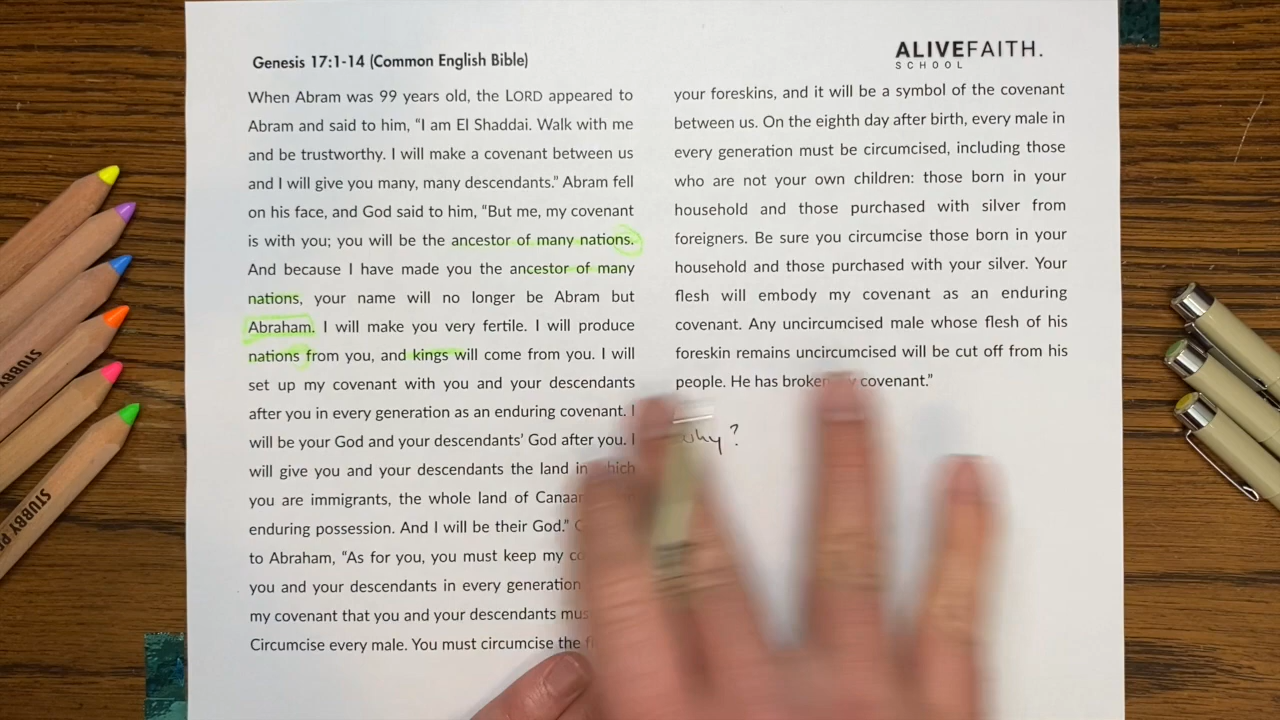 Genesis 17:1-14 (Common English Bible)
ALIVEFAITH.
SCHOOL
When Abram was 99 years old, the LORD appeared to
Abram and said to him, “I am El Shaddai. Walk with me
and be trustworthy. I will make a covenant between us
and I will give you many, many descendants.” Abram fell
on his face, and God said to him, “But me, my covenant
is with you; you will be the ancestor of many nations.
And because I have made you the ancestor of many
nations, your name will no longer be Abram but
Abraham. I will make you very fertile. I will produce
nations from you, and kings will come from you. I will
set up my covenant with you and your descendants
after you in every generation as an enduring covenant. I
will be your God and your descendants’ God after you. I
will give you and your descendants the land in which
you are immigrants, the whole land of Canaan
enduring possession. And I will be their God.”
to Abraham, “As for you, you must keep my
you and your descendants in every generation
my covenant that you and your descendants
Circumcise every male. You must circumcise the
your foreskins, and it will be a symbol of the covenant
between us. On the eighth day after birth, every male in
every generation must be circumcised, including those
who are not your own children: those born in your
household and those purchased with silver from
foreigners. Be sure you circumcise those born in your
household and those purchased with your silver. Your
flesh will embody my covenant as an enduring
covenant. Any uncircumcised male whose flesh of his
foreskin remains uncircumcised will be cut off from his
people. He has broken my covenant.”
why?
STUBBY
STUBBY